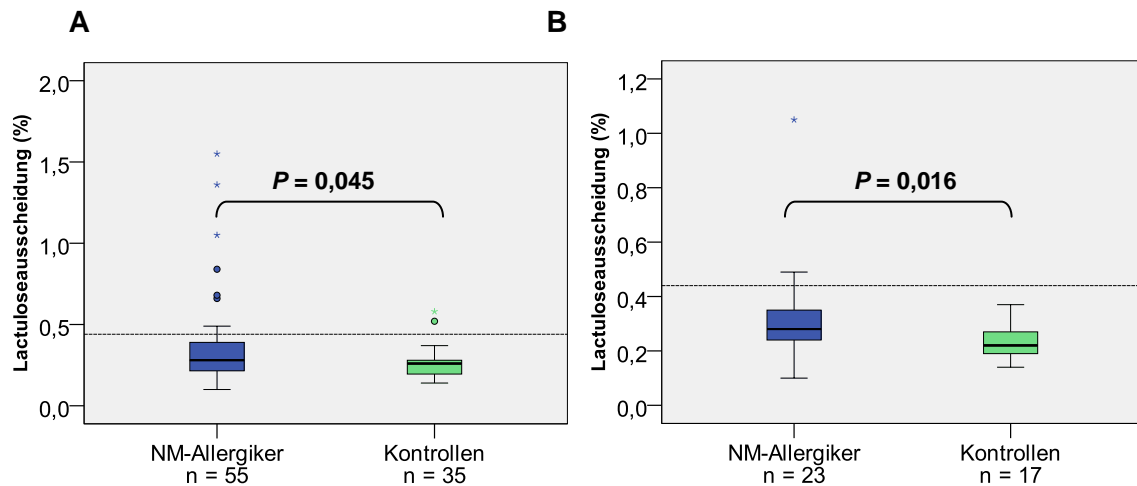 A
Lactuloseausscheidung (%)
2,0
1,5
1,0
0,5
0,0
P = 0,045
NM-Allergiker
n = 55
Kontrollen
n = 35
B
Lactuloseausscheidung (%)
1,2
1,0
0,8
0,6
0,4
0,2
0,0
P = 0,016
NM-Allergiker
n = 23
Kontrollen
n = 17